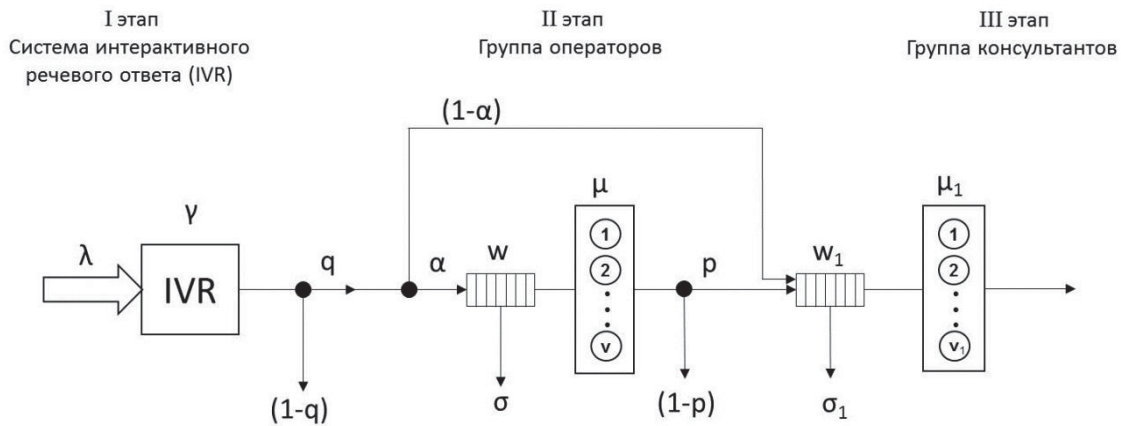 I этап
Система интерактивного
речевого ответа (IVR)
II этап
Группа операторов
III этап
Группа консультантов
(1-α)
γ
μ
μ₁
λ
IVR
q
α
w
1
2
v
p
w₁
1
2
v₁
(1-q)
σ
(1-p)
σ₁